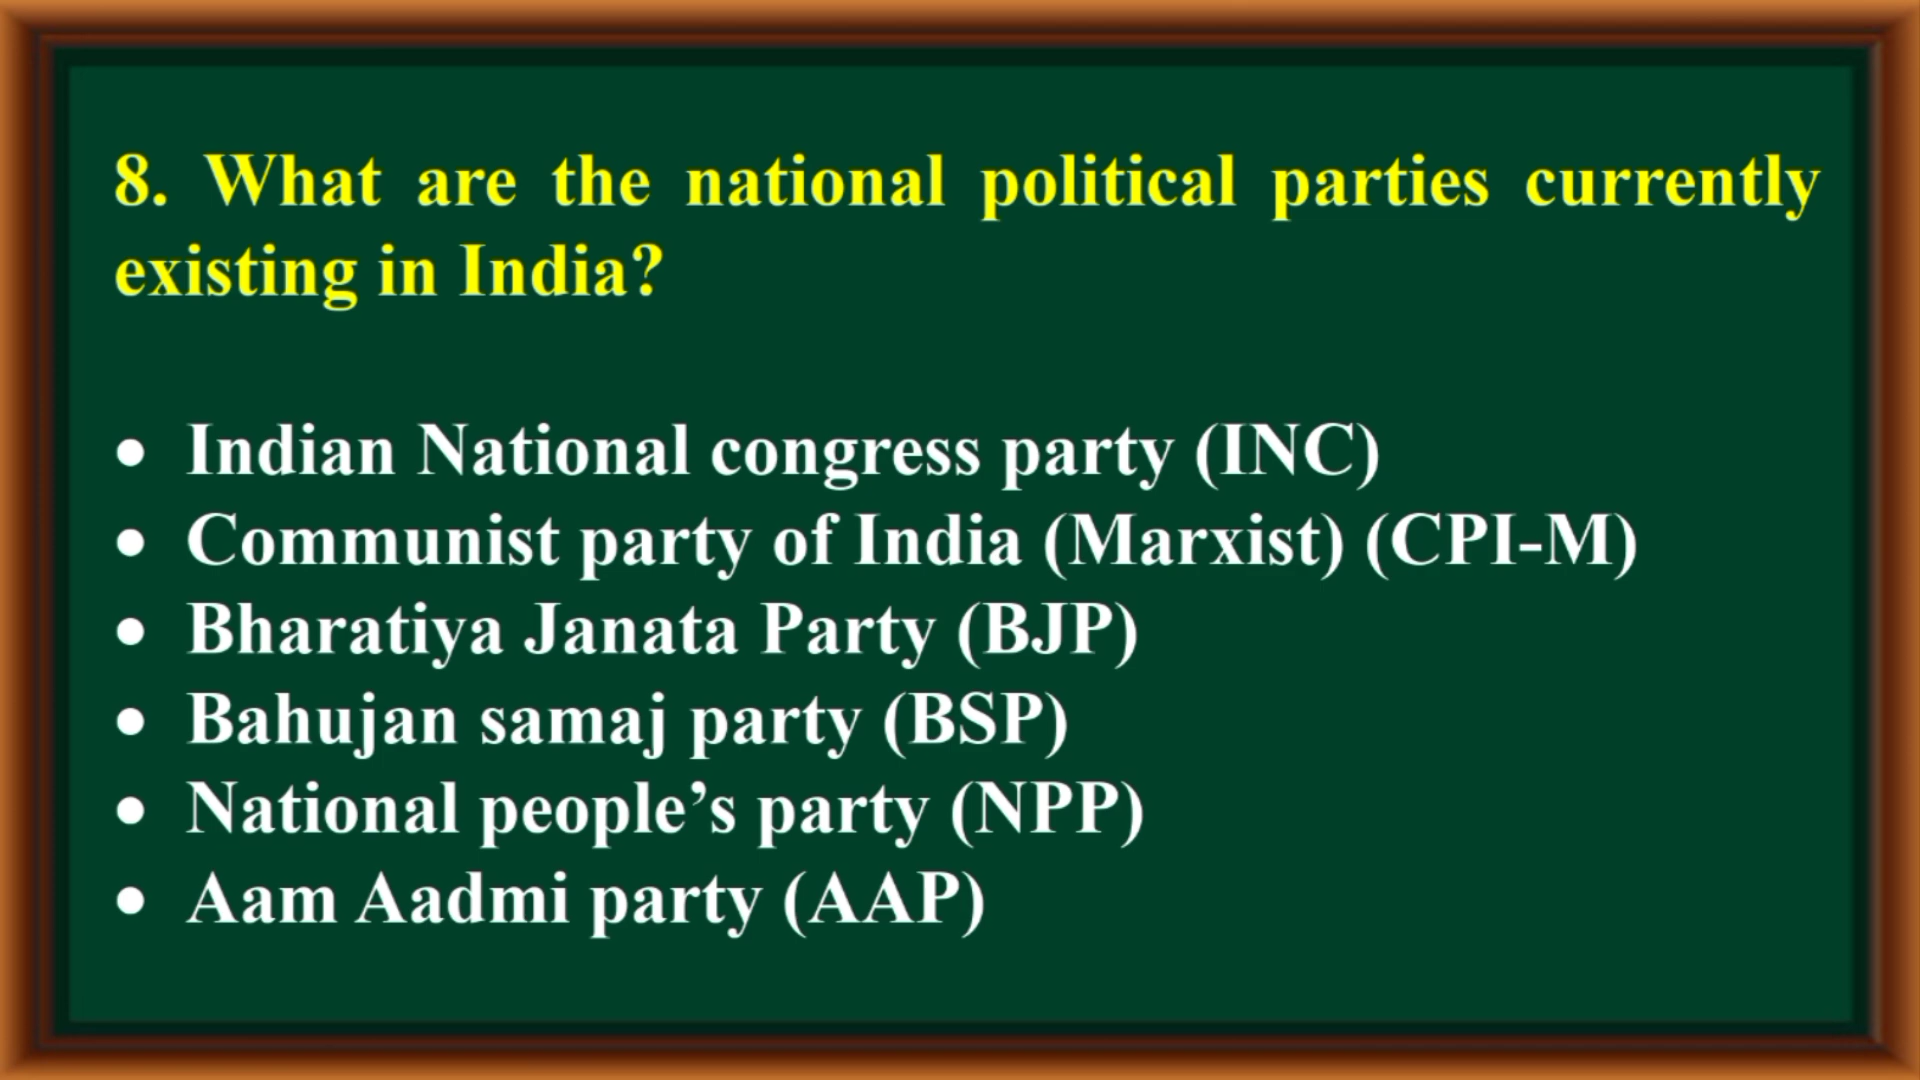 8. What are the national political parties currently
existing in India?
• Indian National congress party (INC)
• Communist party of India (Marxist) (CPI-M)
• Bharatiya Janata Party (BJP)
• Bahujan samaj party (BSP)
• National people’s party (NPP)
• Aam Aadmi party (AAP)